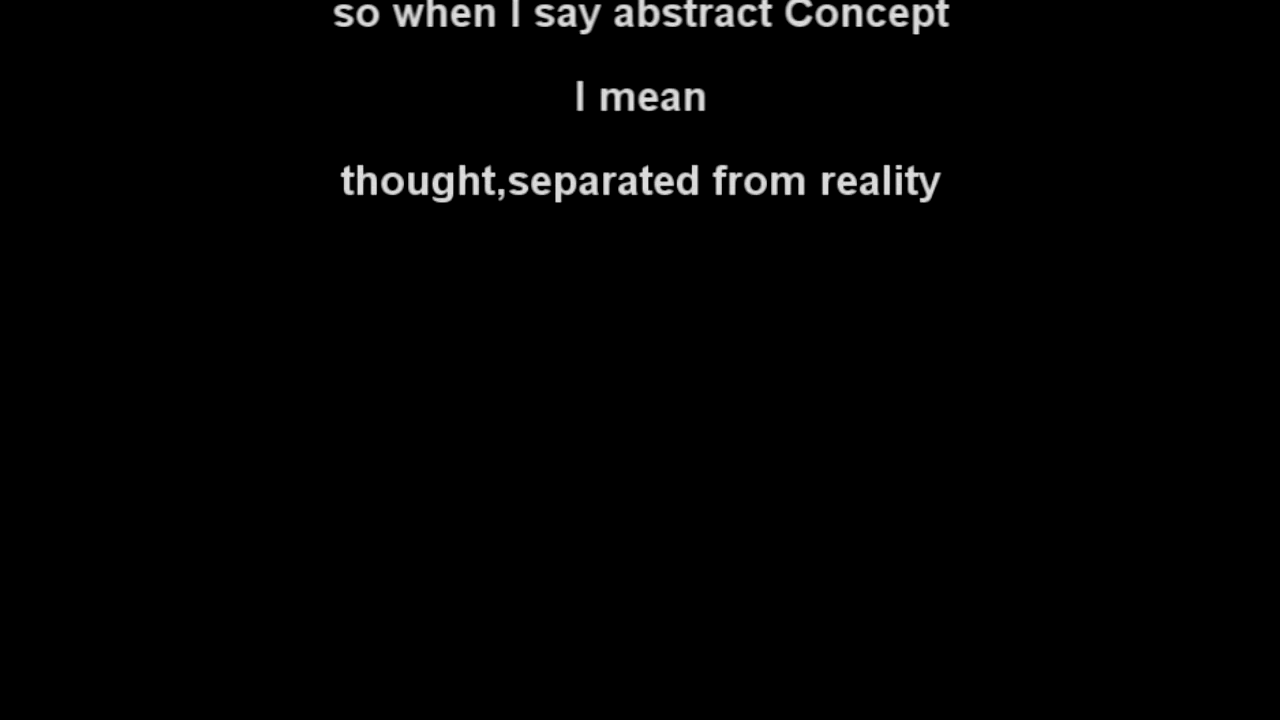 so when I say abstract Concept
I mean
thought,separated from reality